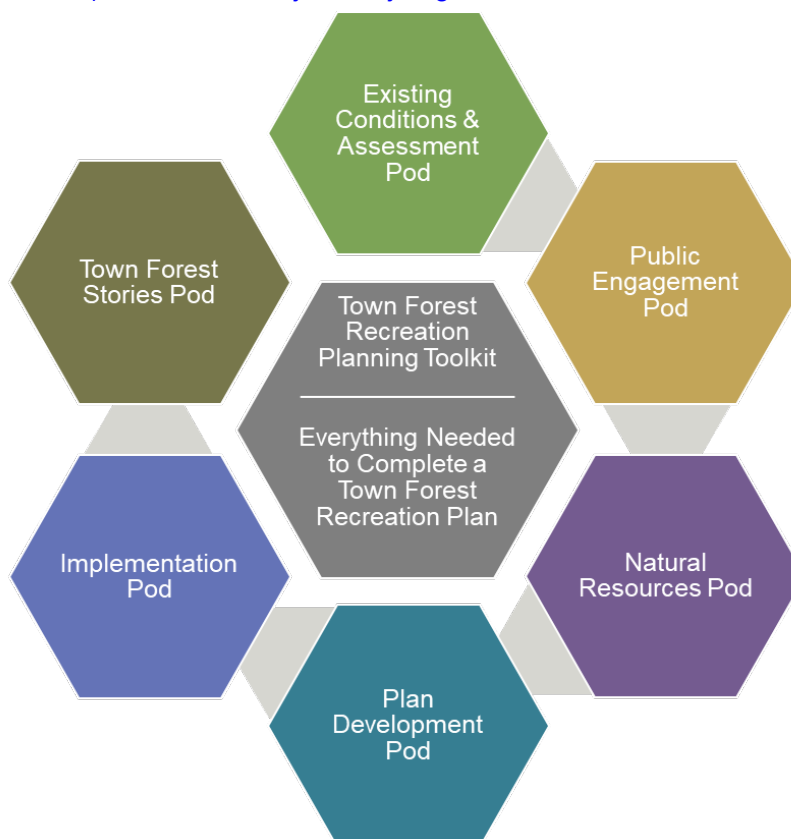 Existing
Conditions &
Assessment
Pod
Public
Engagement
Pod
Natural
Resources Pod
Plan
Development
Pod
Implementation
Pod
Town Forest
Stories Pod
Town Forest
Recreation
Planning Toolkit
Everything Needed
to Complete a
Town Forest
Recreation Plan